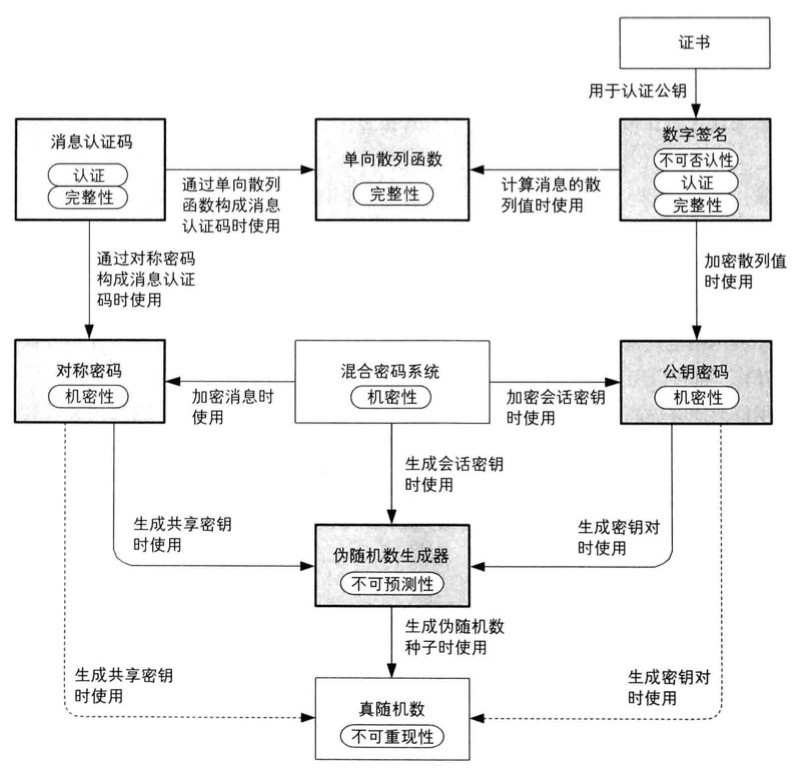 证书
用于认证公钥
消息认证码
认证
完整性
通过单向散列
函数构成消息
认证码时使用
单向散列函数
完整性
计算消息的散
列值时使用
数字签名
不可否认性
认证
完整性
通过对称密码
构成消息认证
码时使用
加密散列值
时使用
对称密码
机密性
加密消息时
使用
混合密码系统
机密性
加密会话密钥
时使用
公钥密码
机密性
生成会话密钥
时使用
生成共享密钥
时使用
伪随机数生成器
不可预测性
生成密钥对
时使用
生成伪随机数
种子时使用
生成共享密钥
时使用
真随机数
不可重现性
生成密钥对
时使用